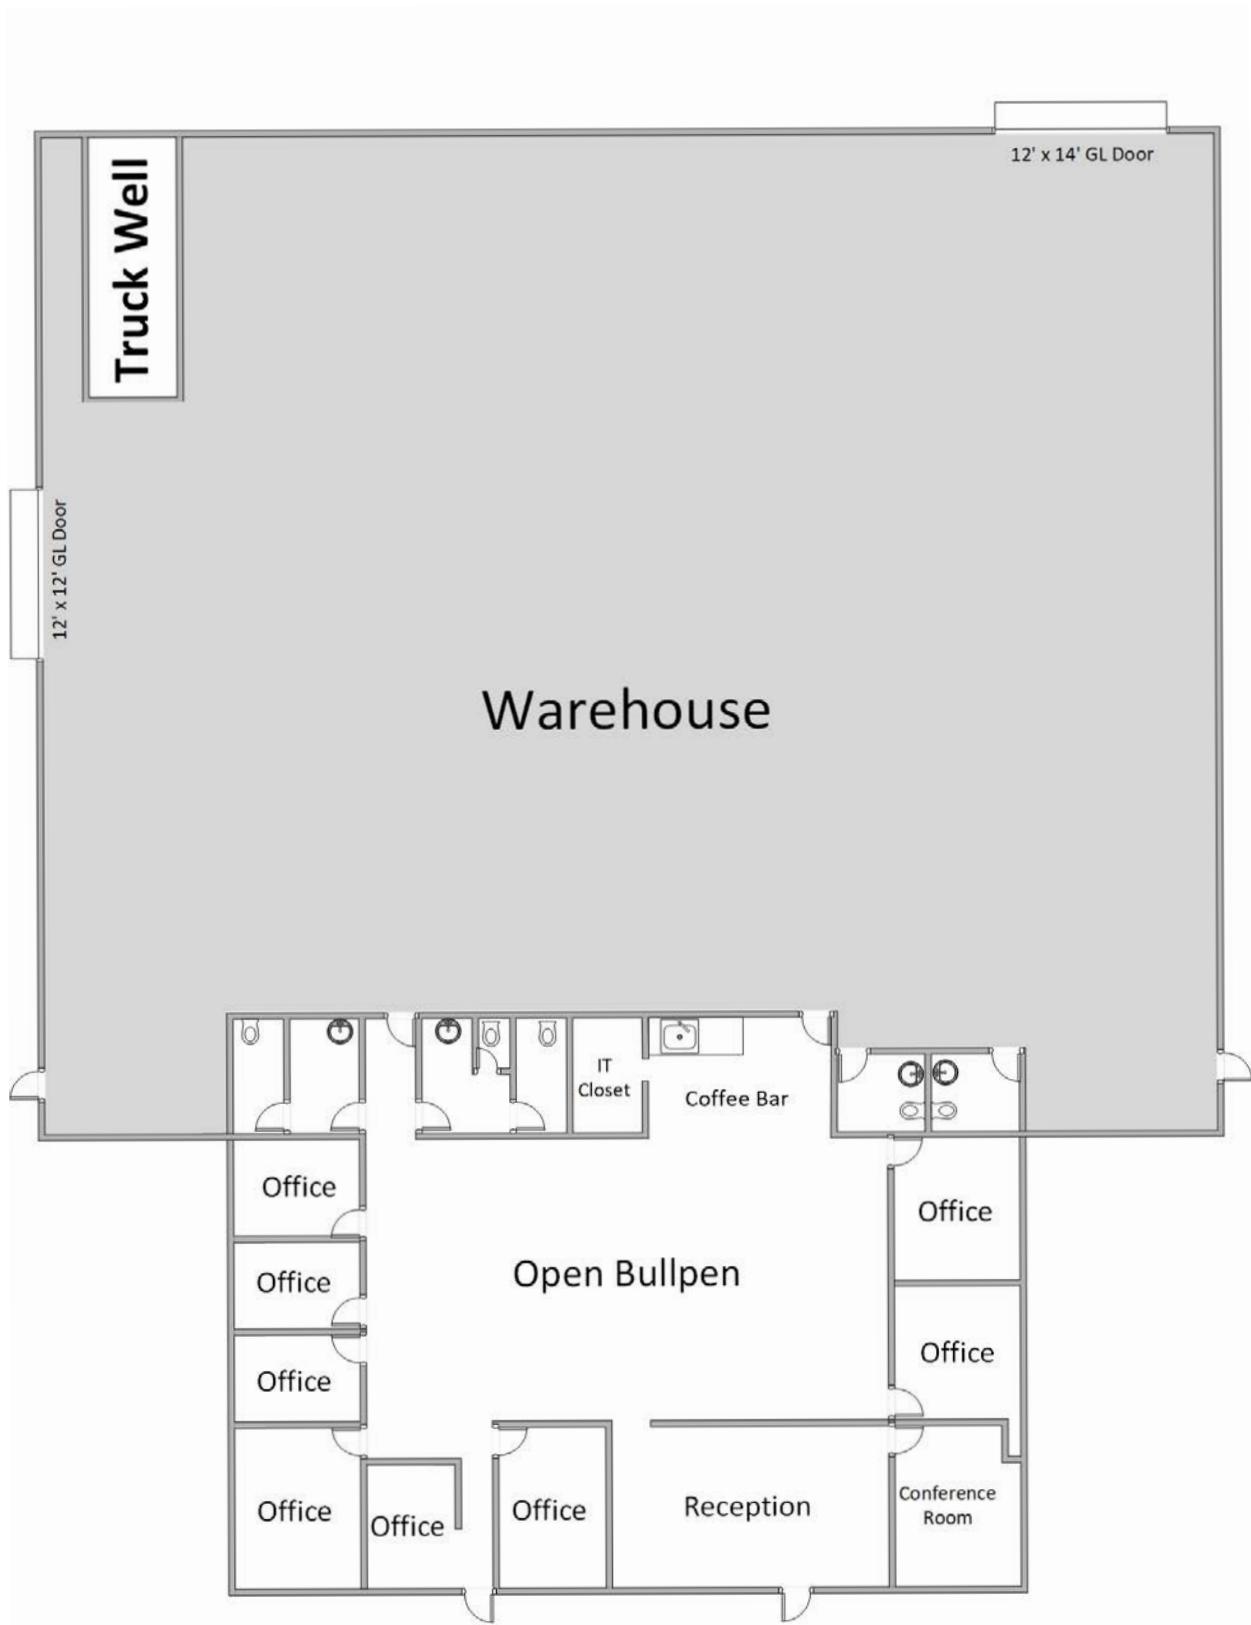 12' x 14' GL Door
Truck Well
12' x 12' GL Door
Warehouse
IT
Closet
Coffee Bar
Office
Office
Open Bullpen
Office
Office
Office
Office
Office
Office
Reception
Conference
Room